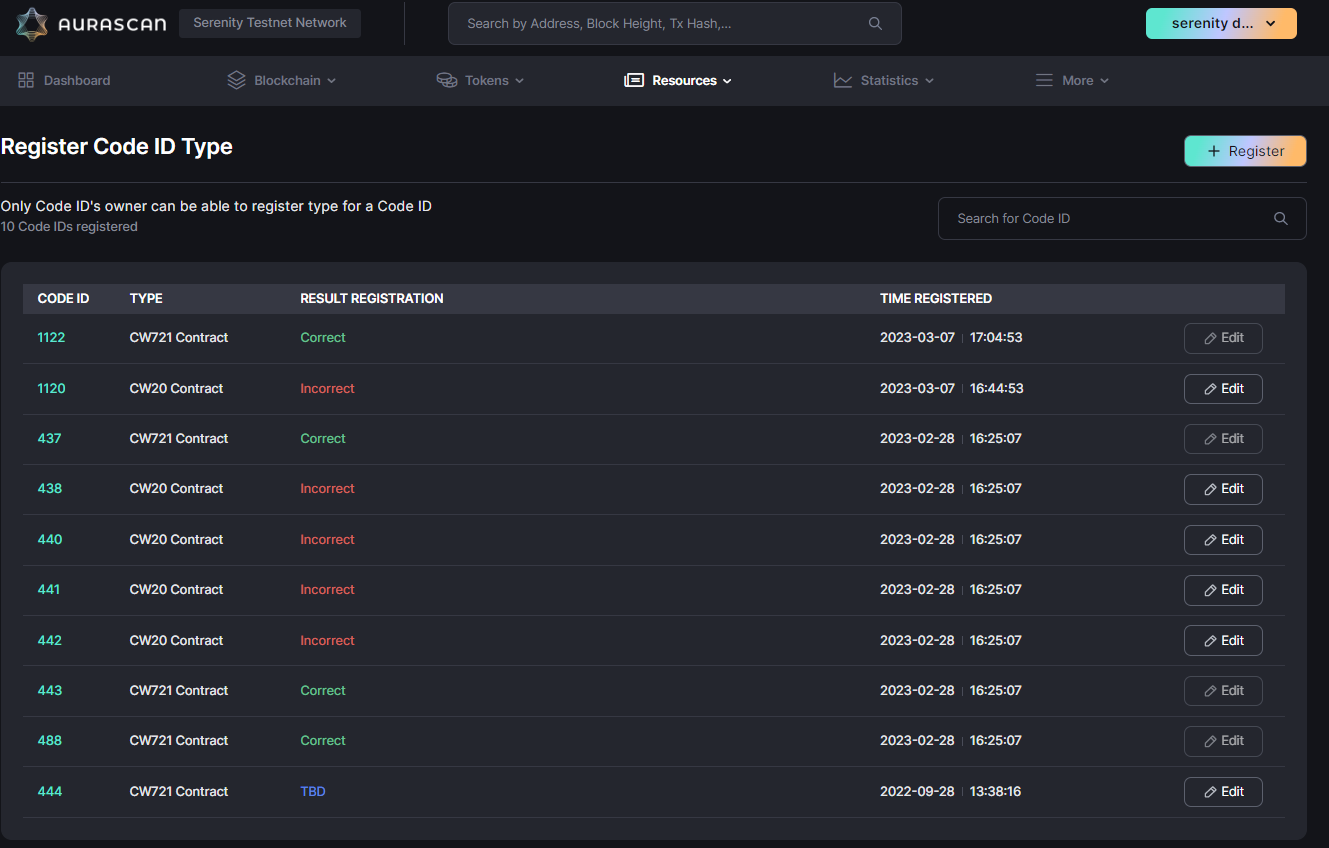 AURASCAN Serenity Testnet Network Search by Address, Block Height, Tx Hash,... serenity d...
Dashboard Blockchain Tokens Resources Statistics More
Register Code ID Type + Register
Only Code ID's owner can be able to register type for a Code ID
10 Code IDs registered Search for Code ID
CODE ID TYPE RESULT REGISTRATION TIME REGISTERED
1122 CW721 Contract Correct 2023-03-07 | 17:04:53 Edit
1120 CW20 Contract Incorrect 2023-03-07 | 16:44:53 Edit
437 CW721 Contract Correct 2023-02-28 | 16:25:07 Edit
438 CW20 Contract Incorrect 2023-02-28 | 16:25:07 Edit
440 CW20 Contract Incorrect 2023-02-28 | 16:25:07 Edit
441 CW20 Contract Incorrect 2023-02-28 | 16:25:07 Edit
442 CW20 Contract Incorrect 2023-02-28 | 16:25:07 Edit
443 CW721 Contract Correct 2023-02-28 | 16:25:07 Edit
488 CW721 Contract Correct 2023-02-28 | 16:25:07 Edit
444 CW721 Contract TBD 2022-09-28 | 13:38:16 Edit